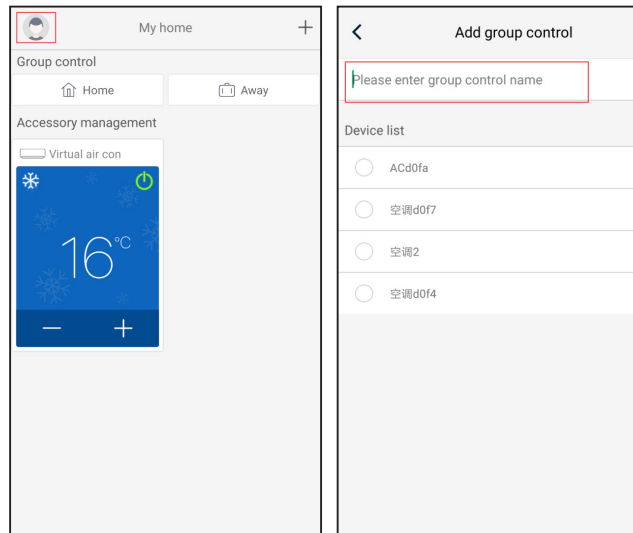 My home
Group control
Home
Away
Accessory management
Virtual air con
16°C
Add group control
Please enter group control name
Device list
ACd0fa
空调d0f7
空调2
空调d0f4